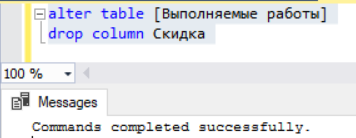 alter table [Выполняемые работы]
drop column Скидка
100 %
Messages
Commands completed successfully.